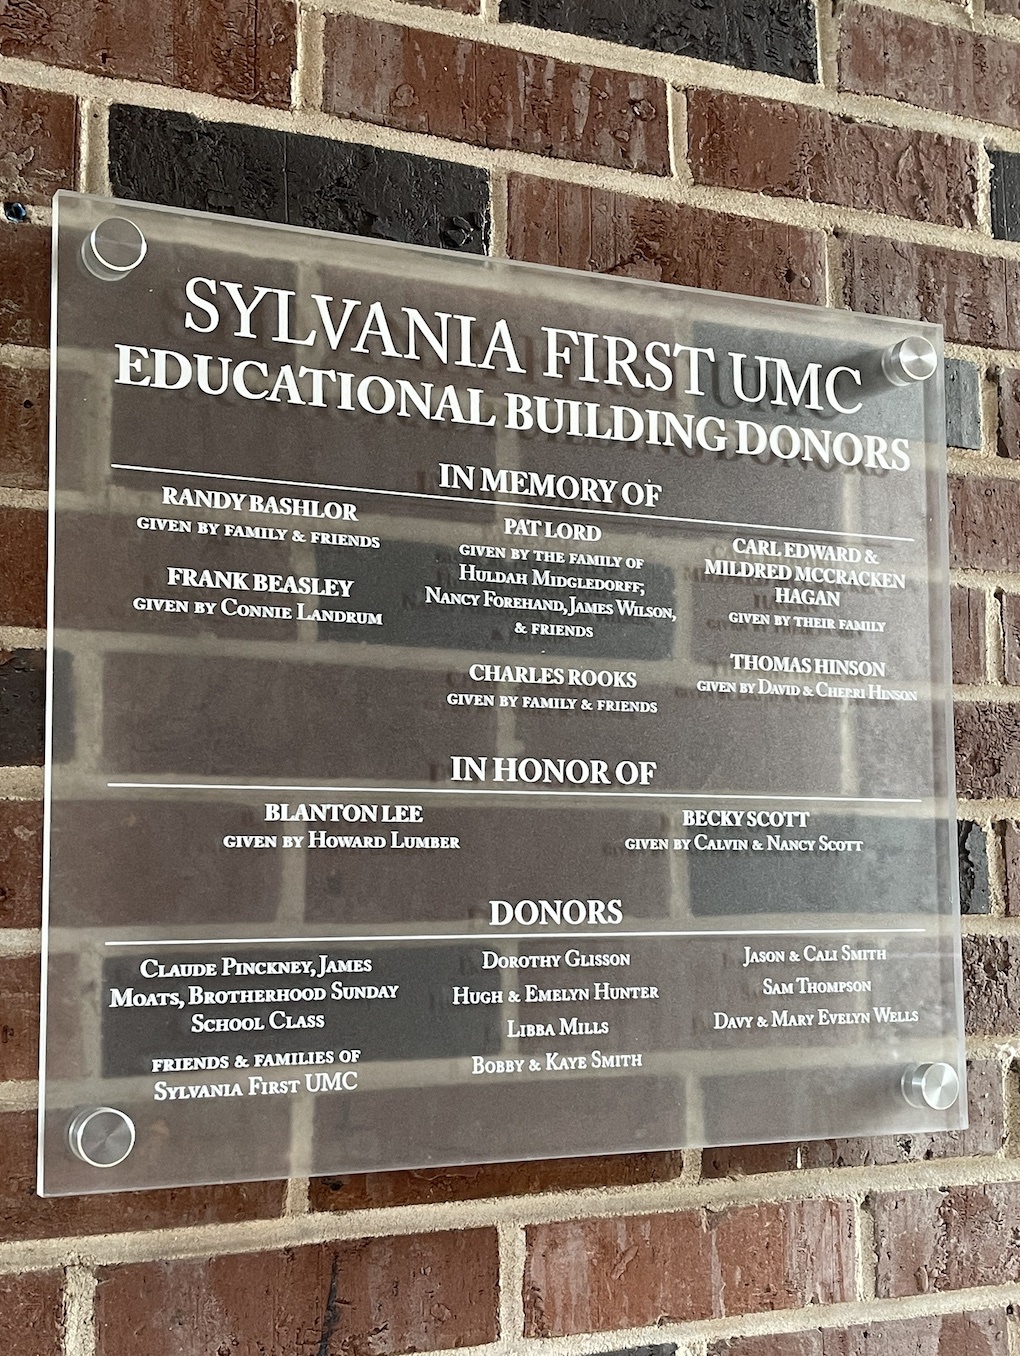 SYLVANIA FIRST UMC
EDUCATIONAL BUILDING DONORS
IN MEMORY OF
RANDY BASHLOR
GIVEN BY FAMILY & FRIENDS
FRANK BEASLEY
GIVEN BY CONNIE LANDRUM
PAT LORD
GIVEN BY THE FAMILY OF
HULDAH MIDGLEDORFF,
NANCY FOREHAND, JAMES WILSON,
& FRIENDS
CHARLES ROOKS
GIVEN BY FAMILY & FRIENDS
CARL EDWARD &
MILDRED MCCRACKEN
HAGAN
GIVEN BY THEIR FAMILY
THOMAS HINSON
GIVEN BY DAVID & CHERRI HINSON
IN HONOR OF
BLANTON LEE
GIVEN BY HOWARD LUMBER
BECKY SCOTT
GIVEN BY CALVIN & NANCY SCOTT
DONORS
CLAUDE PINCKNEY, JAMES
MOATS, BROTHERHOOD SUNDAY
SCHOOL CLASS
FRIENDS & FAMILIES OF
SYLVANIA FIRST UMC
DOROTHY GLISSON
HUGH & EMELYN HUNTER
LIBBA MILLS
BOBBY & KAYE SMITH
JASON & CALI SMITH
SAM THOMPSON
DAVY & MARY EVELYN WELLS